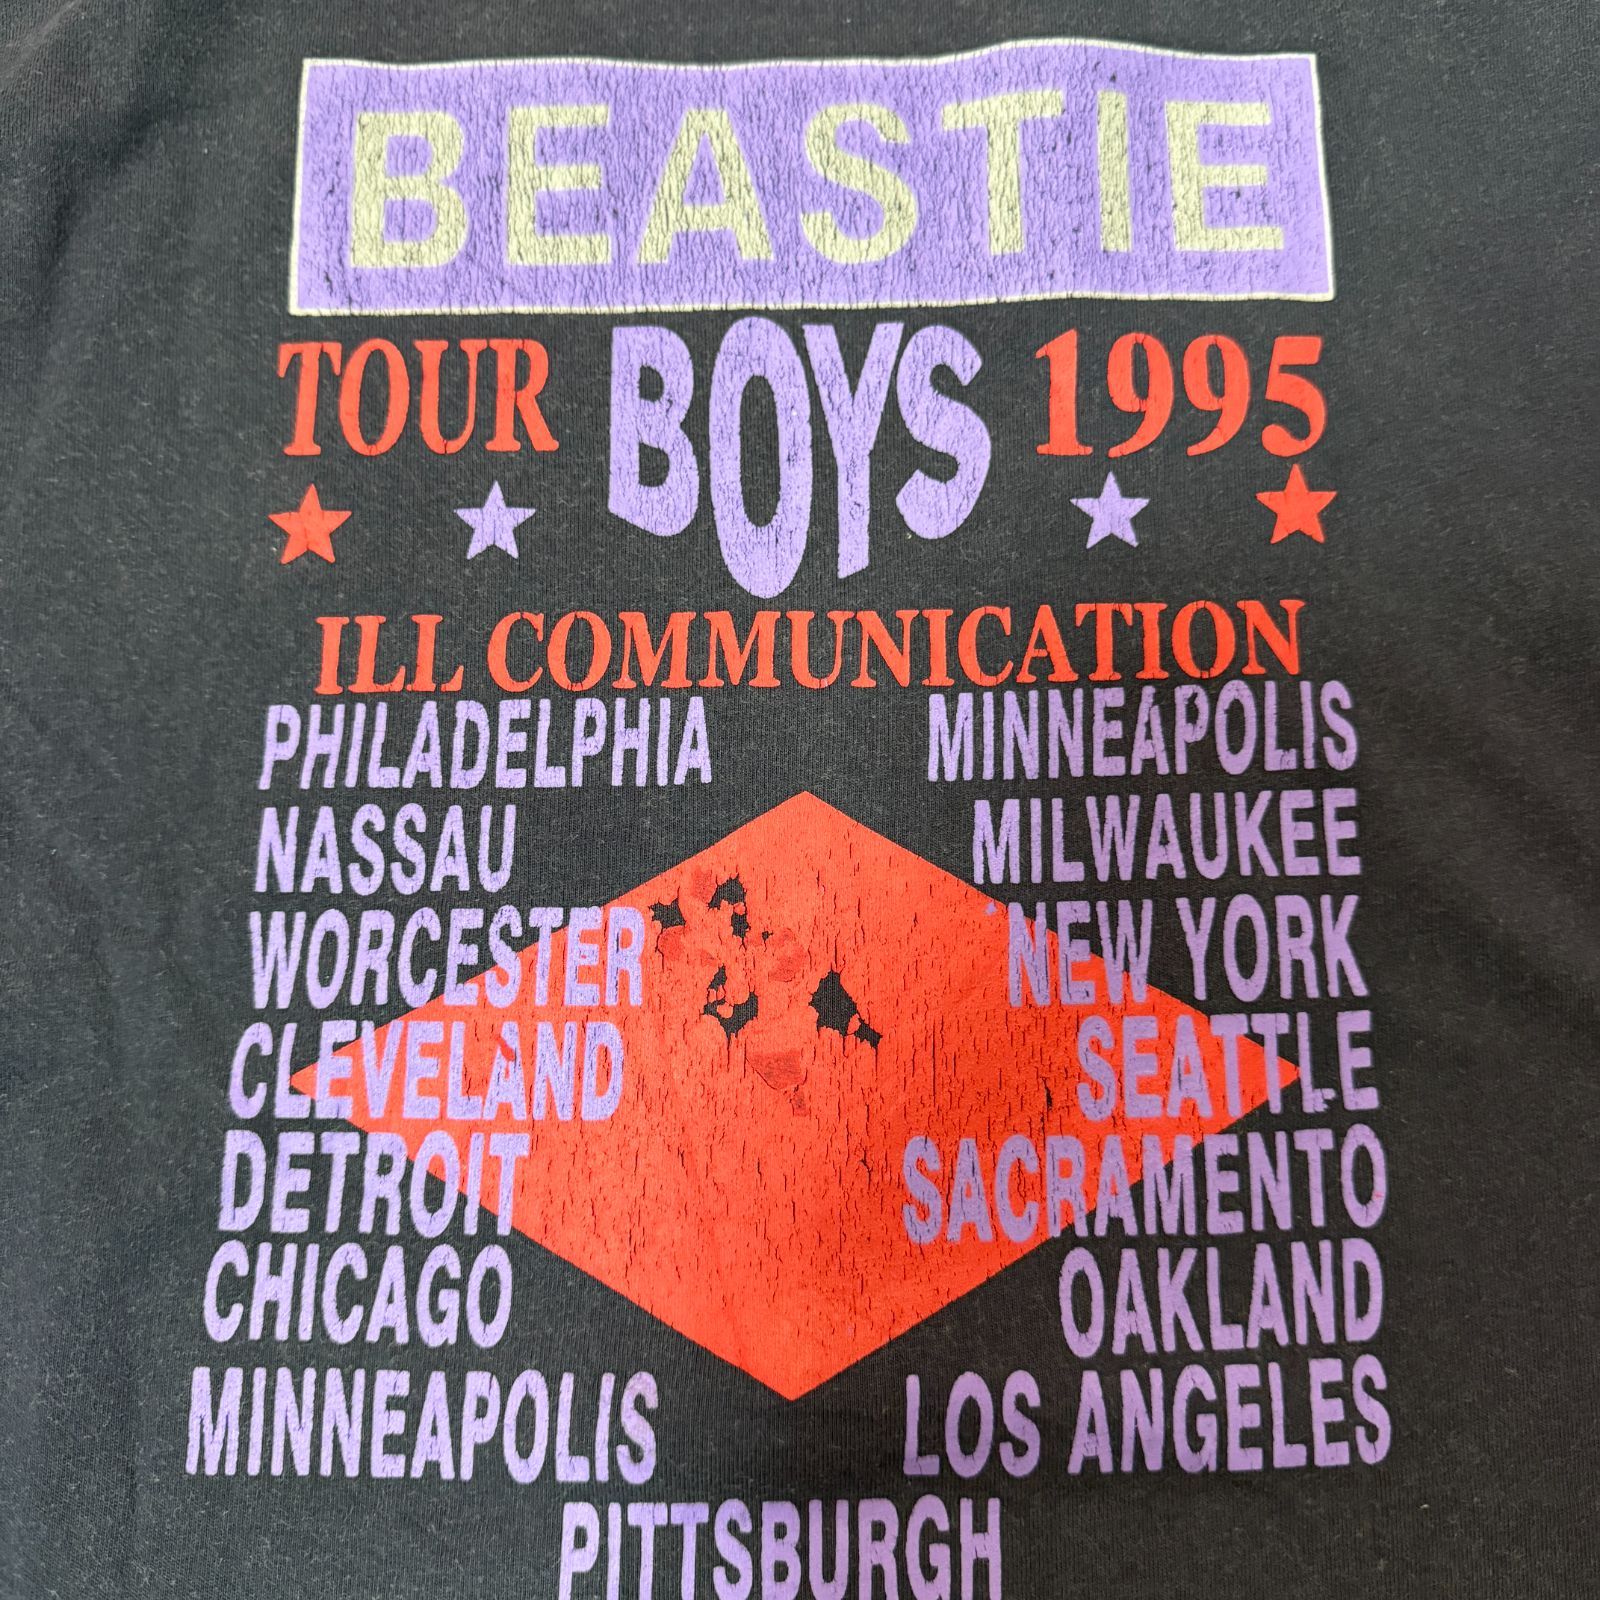 BEASTIE
TOUR BOYS 1995
ILL COMMUNICATION
PHILADELPHIA MINNEAPOLIS
NASSAU MILWAUKEE
WORCESTER NEW YORK
CLEVELAND SEATTLE
DETROIT SACRAMENTO
CHICAGO OAKLAND
MINNEAPOLIS LOS ANGELES
PITTSBURGH